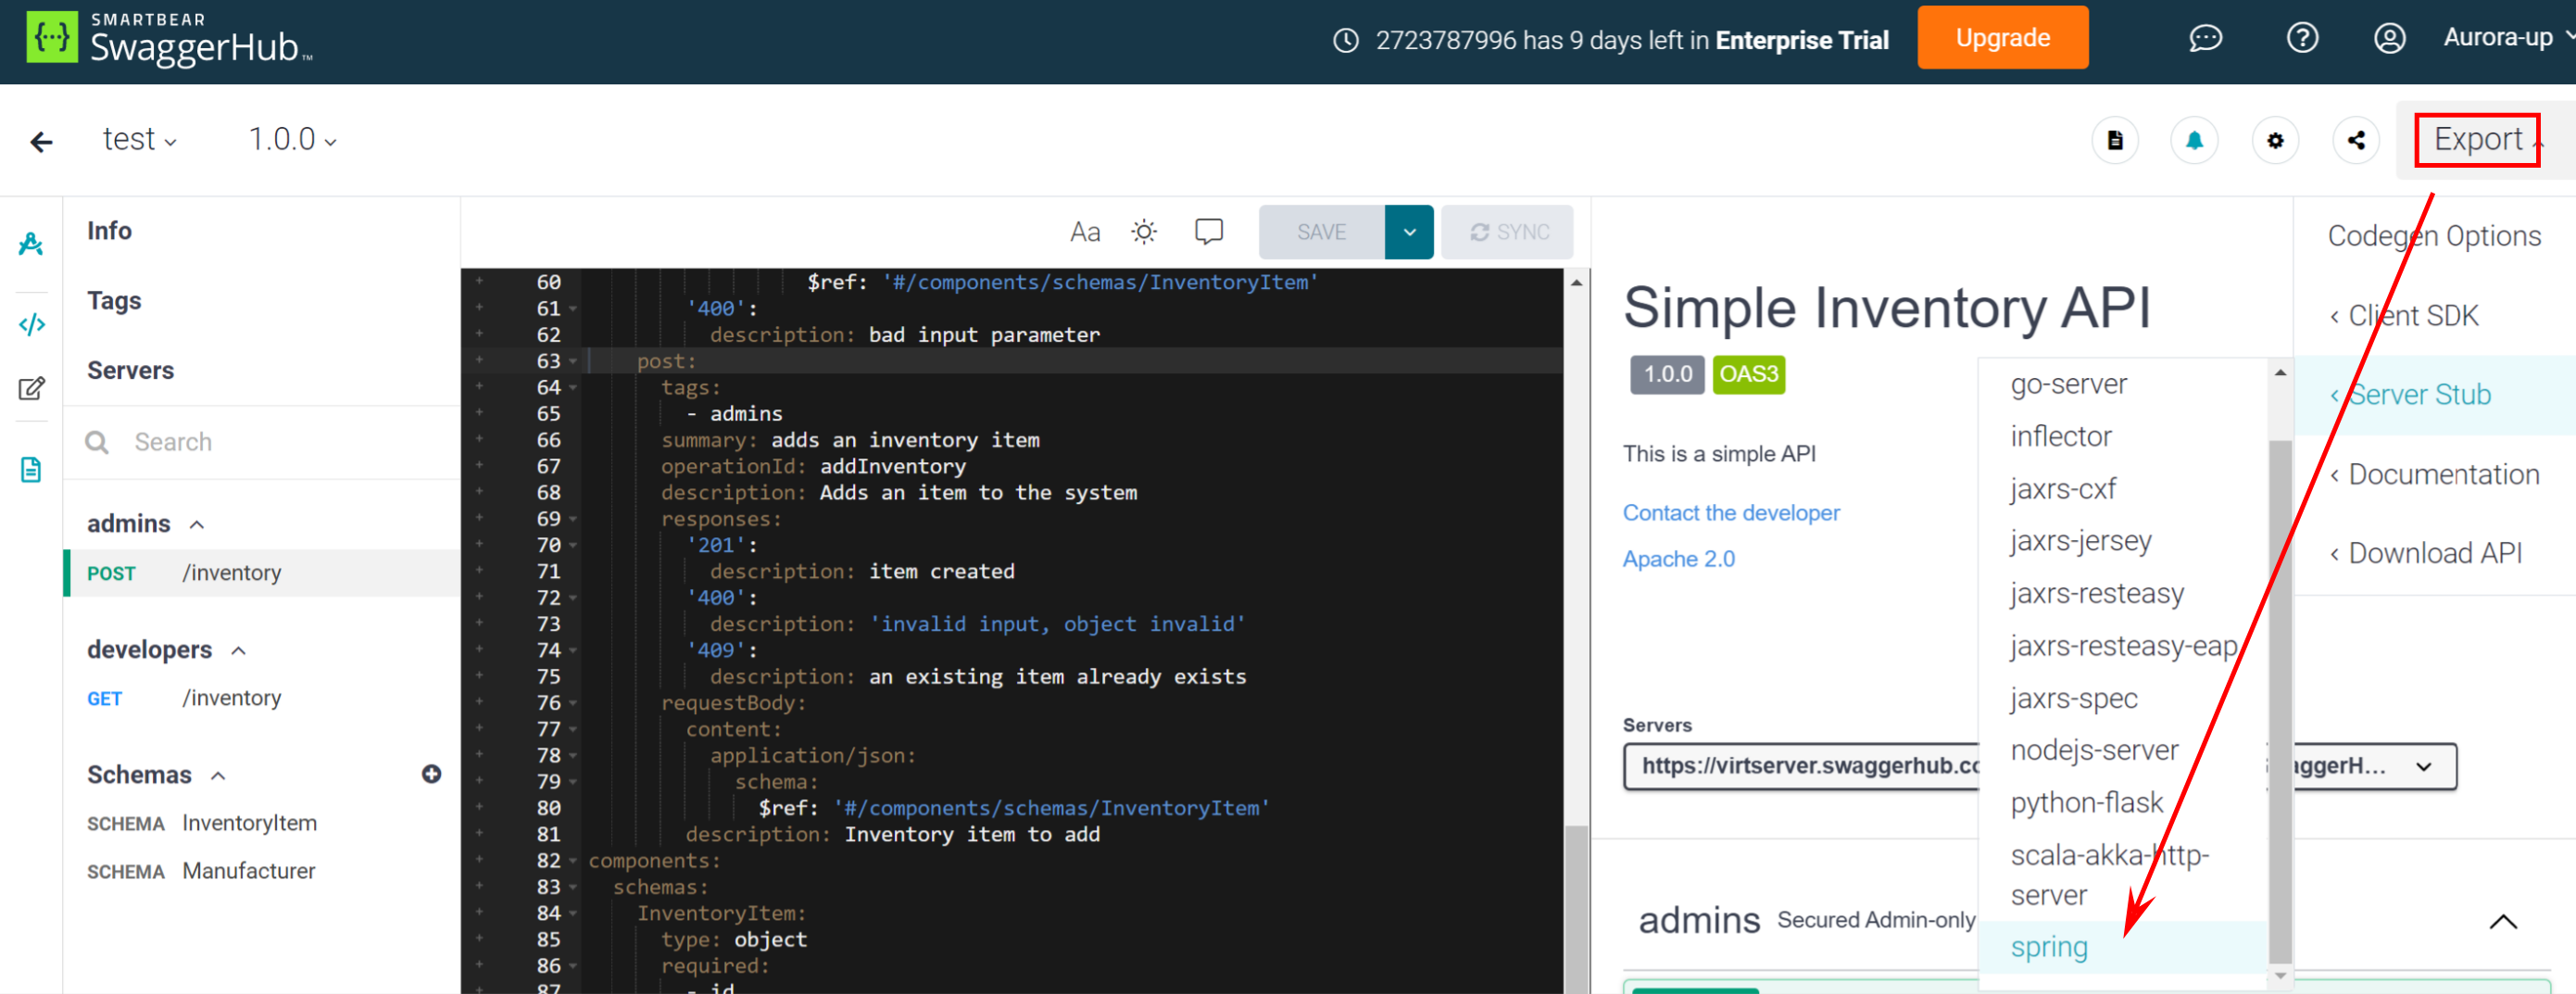 SMARTBEAR
SwaggerHub™
2723787996 has 9 days left in Enterprise Trial
Upgrade
Aurora-up
test
1.0.0
Export
Info
Tags
Servers
Search
admins
POST /inventory
developers
GET /inventory
Schemas
SCHEMA InventoryItem
SCHEMA Manufacturer
Aa
SAVE
SYNC
60 $ref: '#/components/schemas/InventoryItem'
61 '400':
62 description: bad input parameter
63 post:
64 tags:
65 - admins
66 summary: adds an inventory item
67 operationId: addInventory
68 description: Adds an item to the system
69 responses:
70 '201':
71 description: item created
72 '400':
73 description: 'invalid input, object invalid'
74 '409':
75 description: an existing item already exists
76 requestBody:
77 content:
78 application/json:
79 schema:
80 $ref: '#/components/schemas/InventoryItem'
81 description: Inventory item to add
82 components:
83 schemas:
84 InventoryItem:
85 type: object
86 required:
87 - id
Simple Inventory API
1.0.0 OAS3
This is a simple API
Contact the developer
Apache 2.0
Servers
https://virtserver.swaggerhub.cc
aggerH...
admins Secured Admin-only
go-server
inflector
jaxrs-cxf
jaxrs-jersey
jaxrs-resteasy
jaxrs-resteasy-eap
jaxrs-spec
nodejs-server
python-flask
scala-akka-http-
server
spring
Codegen Options
‹ Client SDK
‹ Server Stub
‹ Documentation
‹ Download API